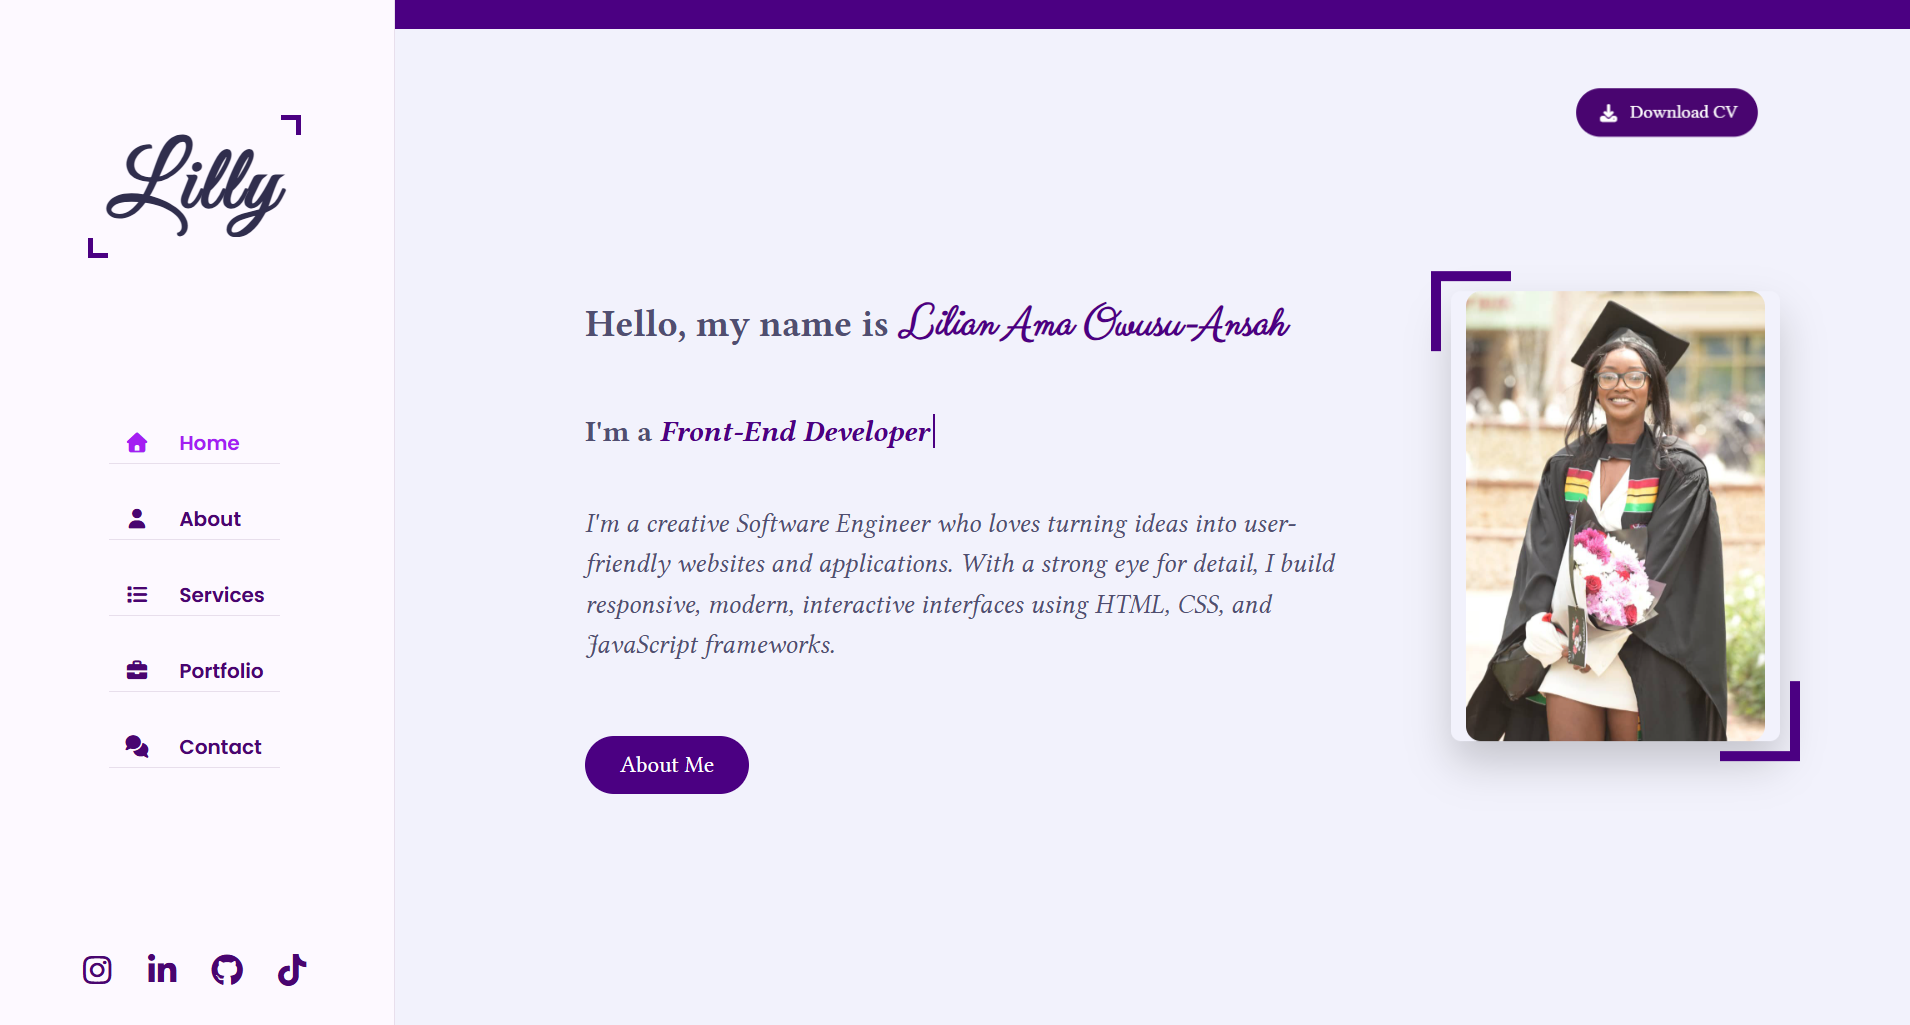 Lilly
Home
About
Services
Portfolio
Contact
Download CV
Hello, my name is Lilian Ama Owusu-Ansah
I'm a Front-End Developer
I'm a creative Software Engineer who loves turning ideas into user-
friendly websites and applications. With a strong eye for detail, I build
responsive, modern, interactive interfaces using HTML, CSS, and
JavaScript frameworks.
About Me